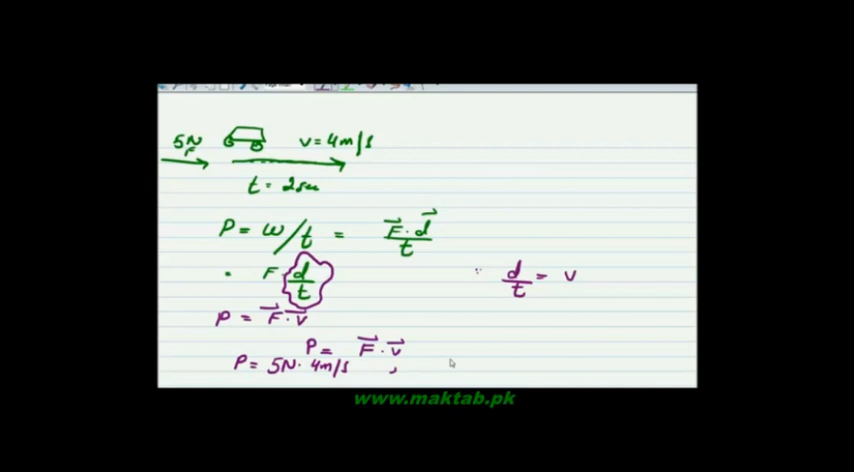 5N v = 4m/s
F
t = 2sec
P = w/t = F⃗ · d⃗ / t
· F · d/t ∵ d/t = v
P = F⃗ · v⃗
P = F⃗ · v⃗
P = 5N · 4m/s ,
www.maktab.pk